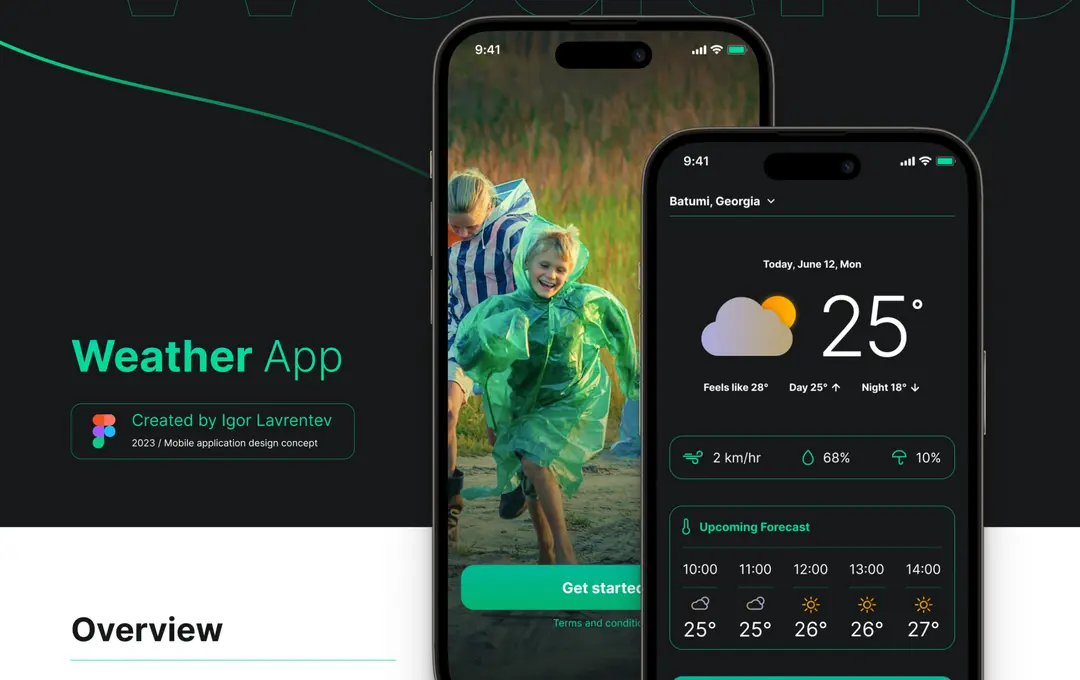 Weather App
Created by Igor Lavrentev
2023 / Mobile application design concept
Overview
9:41
Get started
Terms and
9:41
Batumi, Georgia
Today, June 12, Mon
25°
Feels like 28° Day 25° Night 18°
2 km/hr 68% 10%
Upcoming Forecast
10:00 11:00 12:00 13:00 14:00
25° 25° 26° 26° 27°